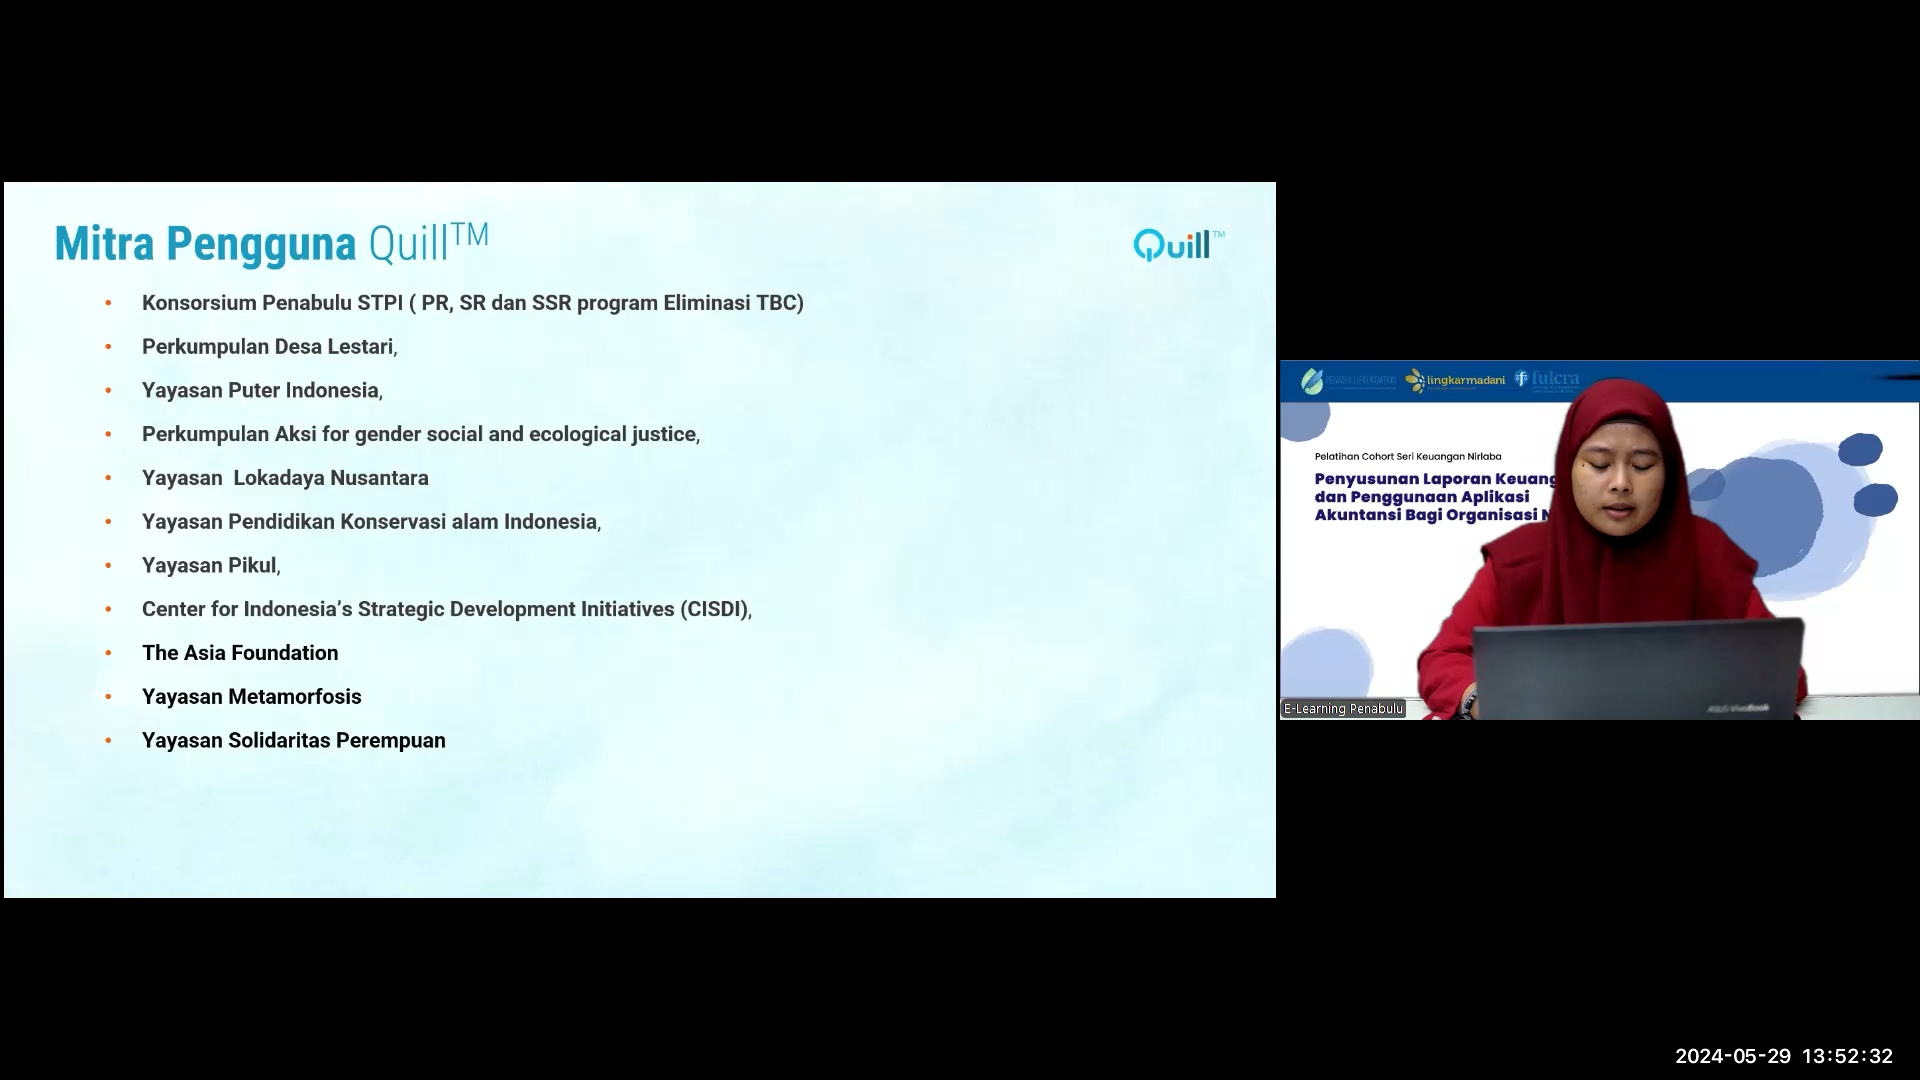 Mitra Pengguna Quill™
Quill™
• Konsorsium Penabulu STPI ( PR, SR dan SSR program Eliminasi TBC)
• Perkumpulan Desa Lestari,
• Yayasan Puter Indonesia,
• Perkumpulan Aksi for gender social and ecological justice,
• Yayasan  Lokadaya Nusantara
• Yayasan Pendidikan Konservasi alam Indonesia,
• Yayasan Pikul,
• Center for Indonesia’s Strategic Development Initiatives (CISDI),
• The Asia Foundation
• Yayasan Metamorfosis
• Yayasan Solidaritas Perempuan
PENABULU FOUNDATION lingkarmadani fulcra
Pelatihan Cohort Seri Keuangan Nirlaba
Penyusunan Laporan Keuang
dan Penggunaan Aplikasi
Akuntansi Bagi Organisasi N
ASUS VivoBook
E-Learning Penabulu
2024-05-29 13:52:32